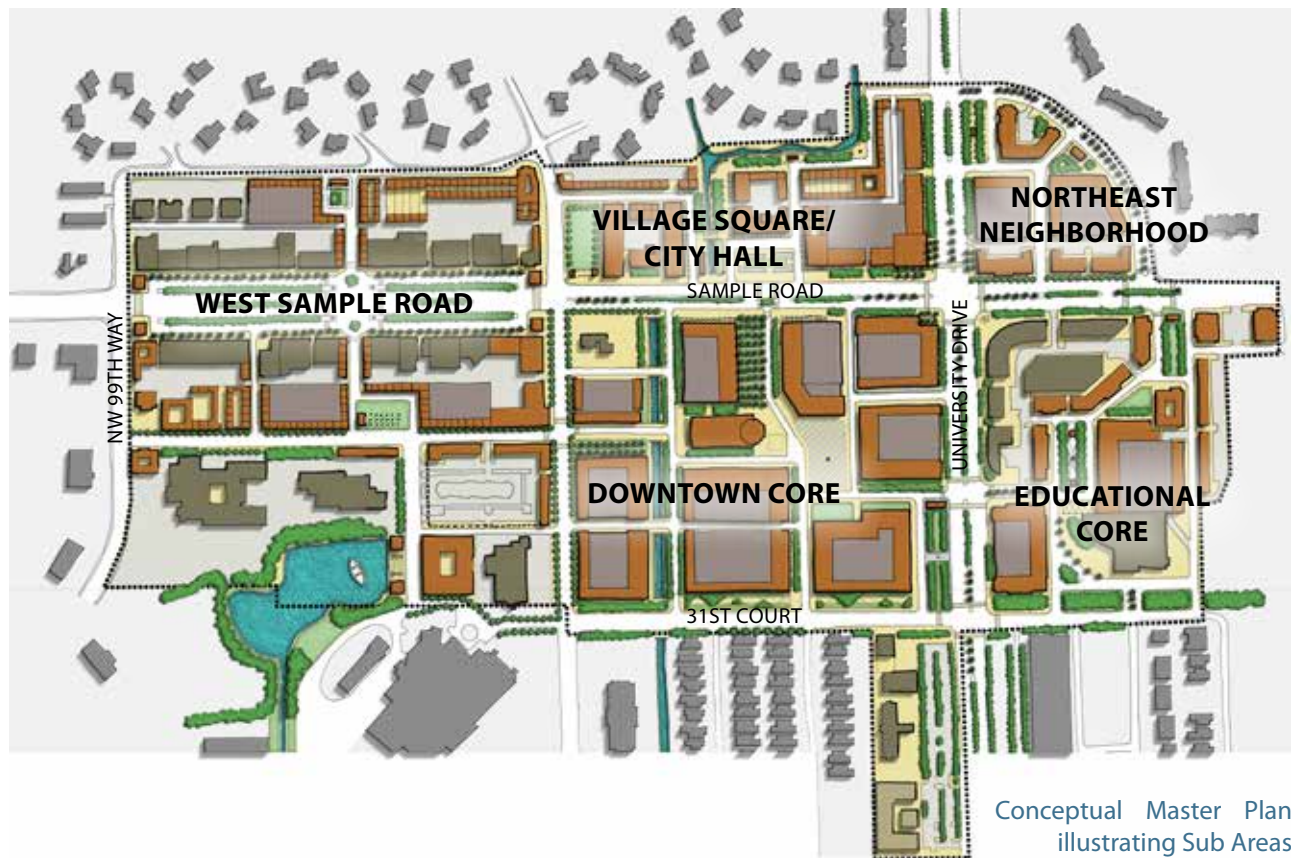 NORTHEAST
NEIGHBORHOOD
VILLAGE SQUARE/
CITY HALL
SAMPLE ROAD
WEST SAMPLE ROAD
NW 99TH WAY
UNIVERSITY DRIVE
DOWNTOWN CORE
EDUCATIONAL
CORE
31ST COURT
Conceptual Master Plan
illustrating Sub Areas